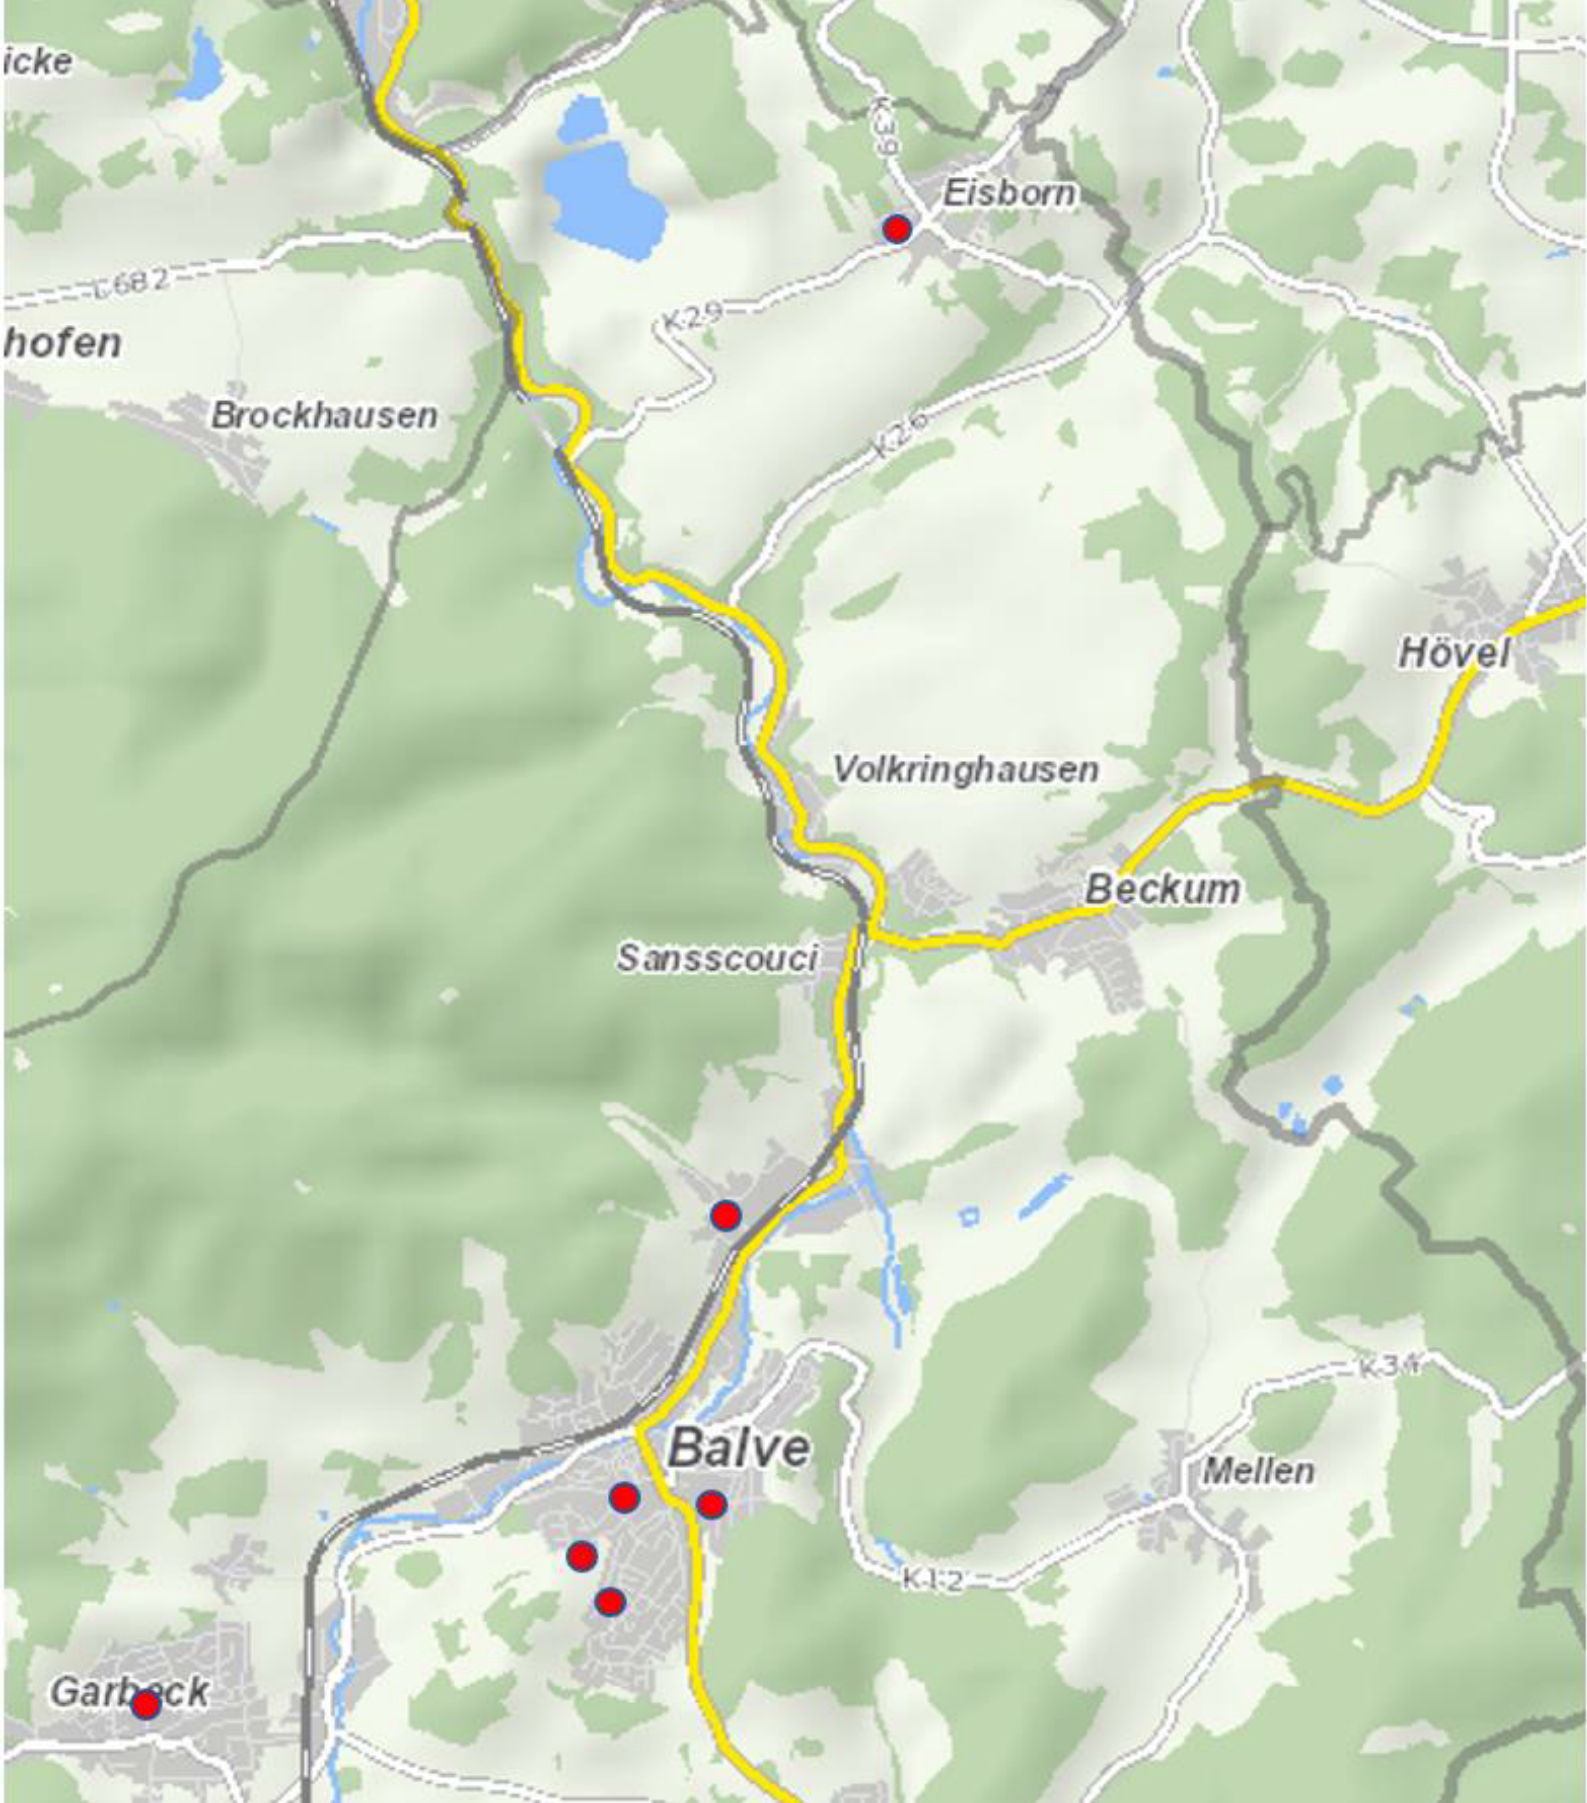 icke
K39
Eisborn
L682
K29
hofen
Brockhausen
K26
Hövel
Volkringhausen
Beckum
Sansscouci
K34
Balve
Mellen
K12
Garbeck